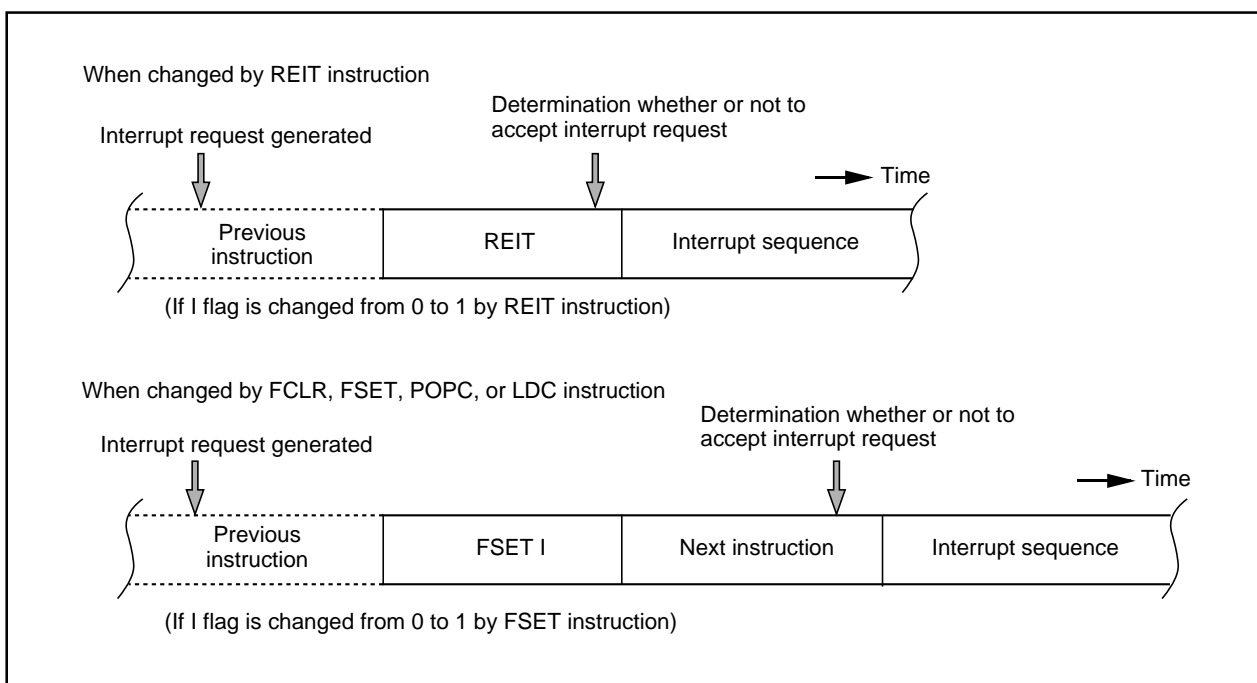 When changed by REIT instruction
Interrupt request generated
Determination whether or not to
accept interrupt request
Time
Previous
instruction
REIT
Interrupt sequence
(If I flag is changed from 0 to 1 by REIT instruction)
When changed by FCLR, FSET, POPC, or LDC instruction
Interrupt request generated
Determination whether or not to
accept interrupt request
Time
Previous
instruction
FSET I
Next instruction
Interrupt sequence
(If I flag is changed from 0 to 1 by FSET instruction)